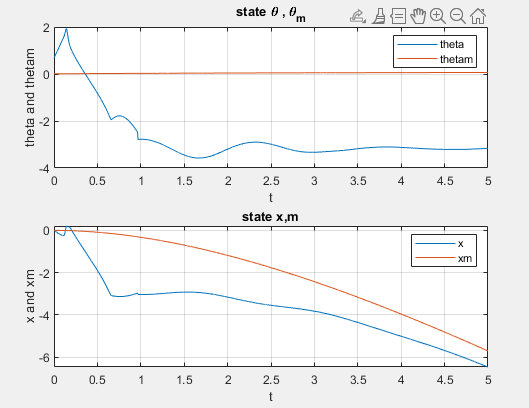 state θ , θm
2
0
-2
-4
theta and thetam
theta
thetam
0 0.5 1 1.5 2 2.5 3 3.5 4 4.5 5
t
state x,m
0
-2
-4
-6
x and xm
x
xm
0 0.5 1 1.5 2 2.5 3 3.5 4 4.5 5
t